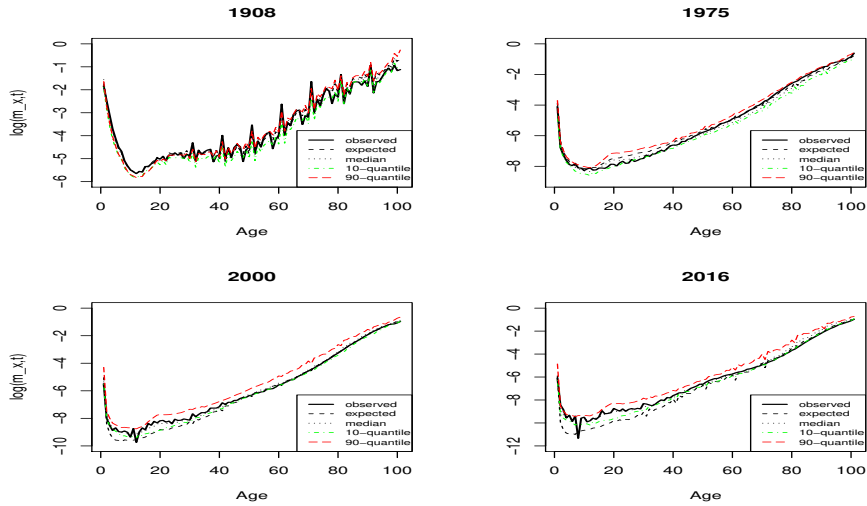 1908
log(m_x,t)
0
-1
-2
-3
-4
-5
-6
0 20 40 60 80 100
Age
observed
expected
median
10-quantile
90-quantile
1975
log(m_x,t)
0
-2
-4
-6
-8
0 20 40 60 80 100
Age
observed
expected
median
10-quantile
90-quantile
2000
log(m_x,t)
0
-2
-4
-6
-8
-10
0 20 40 60 80 100
Age
observed
expected
median
10-quantile
90-quantile
2016
log(m_x,t)
0
-2
-4
-6
-8
-12
0 20 40 60 80 100
Age
observed
expected
median
10-quantile
90-quantile